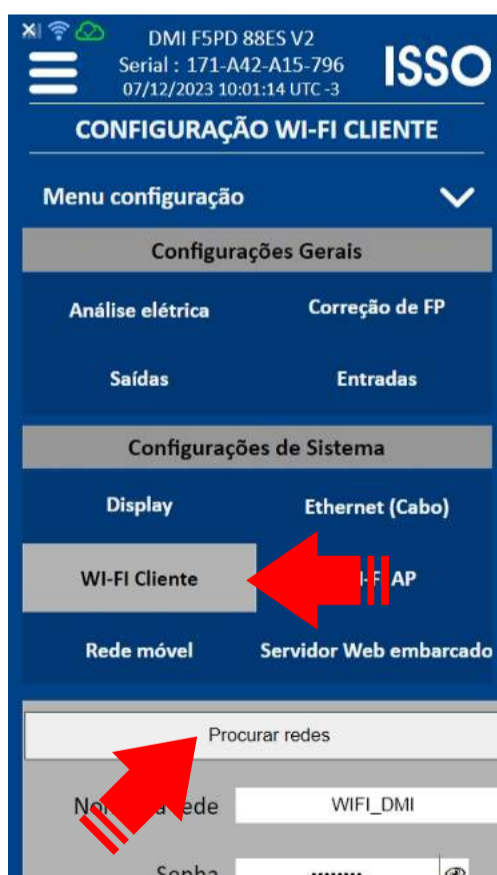 DMI F5PD 88ES V2
Serial : 171-A42-A15-796
07/12/2023 10:01:14 UTC -3
ISSO
CONFIGURAÇÃO WI-FI CLIENTE
Menu configuração
Configurações Gerais
Análise elétrica
Correção de FP
Saídas
Entradas
Configurações de Sistema
Display
Ethernet (Cabo)
WI-FI Cliente
AP
Rede móvel
Servidor Web embarcado
Procurar redes
WIFI_DMI
Senha
••••••••